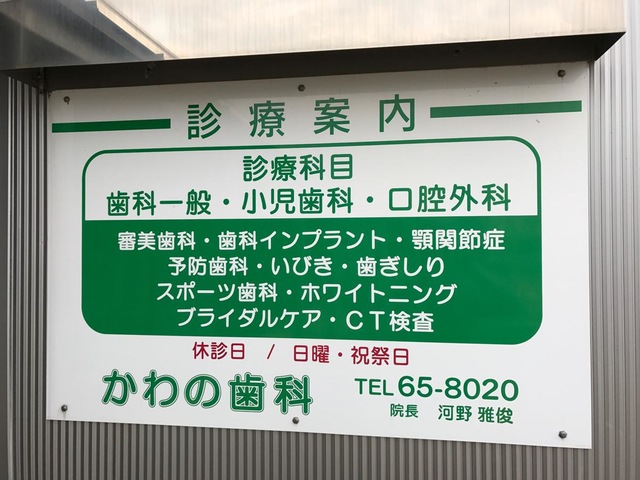 診療案内
診療科目
歯科一般・小児歯科・口腔外科
審美歯科・歯科インプラント・顎関節症
予防歯科・いびき・歯ぎしり
スポーツ歯科・ホワイトニング
ブライダルケア・CT検査
休診日 / 日曜・祝祭日
かわの歯科 TEL 65-8020
院長 河野 雅俊